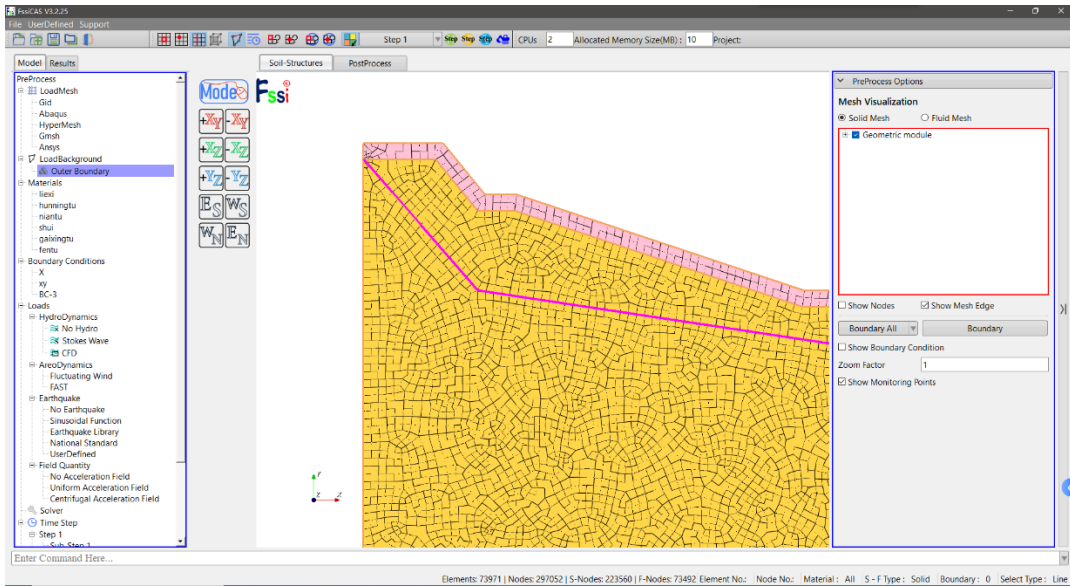 FssiCAS V3.2.25
File UserDefined Support
Step 1
Step Step Step
CPUs 2 Allocated Memory Size(MB): 10 Project:
Model Results
Soil-Structures PostProcess
PreProcess
LoadMesh
Gid
Abaqus
HyperMesh
Gmsh
Ansys
LoadBackground
Outer Boundary
Materials
liexi
hunningtu
niantu
shui
gaixingtu
fentu
Boundary Conditions
X
xy
BC-3
Loads
HydroDynamics
No Hydro
Stokes Wave
CFD
AreoDynamics
Fluctuating Wind
FAST
Earthquake
No Earthquake
Sinusoidal Function
Earthquake Library
National Standard
UserDefined
Field Quantity
No Acceleration Field
Uniform Acceleration Field
Centrifugal Acceleration Field
Solver
Time Step
Step 1
Sub-Step 1
Mode
+XY -XY
+XZ -XZ
+YZ -YZ
ES WS
WN EN
Fssi
Y
Z X
PreProcess Options
Mesh Visualization
Solid Mesh Fluid Mesh
Geometric module
Show Nodes Show Mesh Edge
Boundary All Boundary
Show Boundary Condition
Zoom Factor 1
Show Monitoring Points
Enter Command Here...
Elements: 73971 | Nodes: 297052 | S-Nodes: 223560 | F-Nodes: 73492 Element No.: Node No.: Material: All S - F Type: Solid Boundary: 0 Select Type: Line